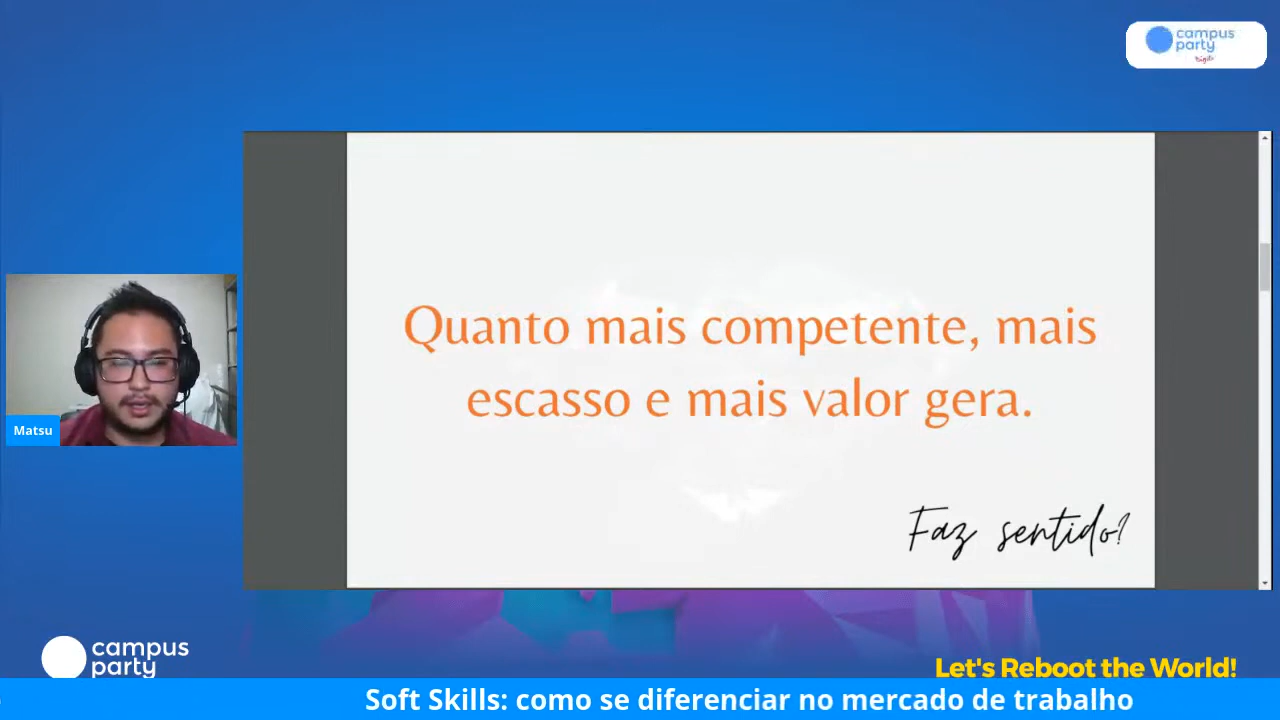 campus
party
Digital
Quanto mais competente, mais
escasso e mais valor gera.
Faz sentido?
Matsu
campus
party
Let's Reboot the World!
Soft Skills: como se diferenciar no mercado de trabalho